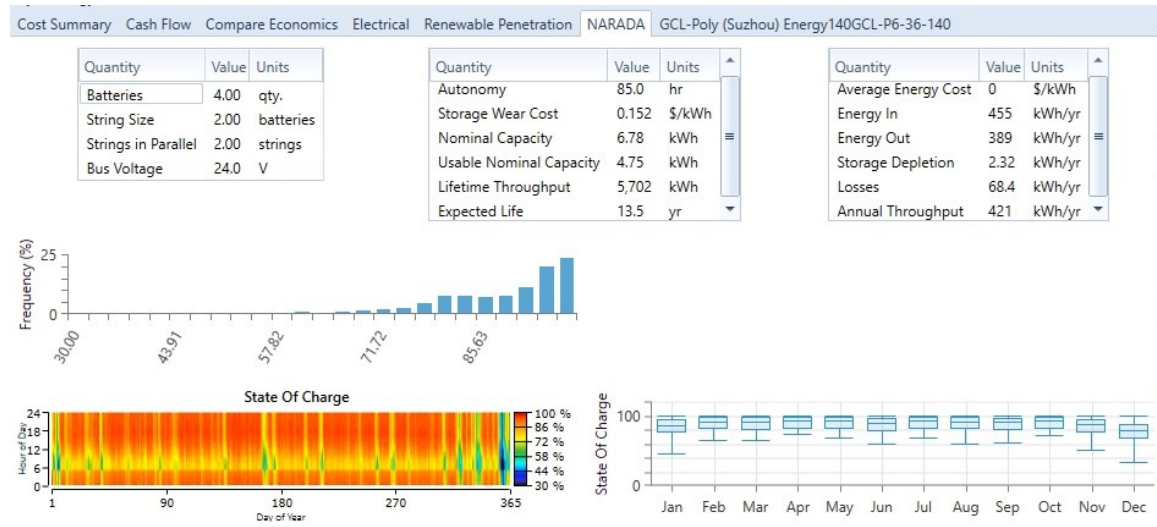 Cost Summary Cash Flow Compare Economics Electrical Renewable Penetration NARADA GCL-Poly (Suzhou) Energy140GCL-P6-36-140
Quantity Value Units
Batteries 4.00 qty.
String Size 2.00 batteries
Strings in Parallel 2.00 strings
Bus Voltage 24.0 V
Quantity Value Units
Autonomy 85.0 hr
Storage Wear Cost 0.152 $/kWh
Nominal Capacity 6.78 kWh
Usable Nominal Capacity 4.75 kWh
Lifetime Throughput 5,702 kWh
Expected Life 13.5 yr
Quantity Value Units
Average Energy Cost 0 $/kWh
Energy In 455 kWh/yr
Energy Out 389 kWh/yr
Storage Depletion 2.32 kWh/yr
Losses 68.4 kWh/yr
Annual Throughput 421 kWh/yr
Frequency (%)
25
0
30.00 43.91 57.82 71.72 85.63
State Of Charge
Hour of Day
24
18
12
6
0
1 90 180 270 365
Day of Year
100 %
86 %
72 %
58 %
44 %
30 %
State Of Charge
100
0
Jan Feb Mar Apr May Jun Jul Aug Sep Oct Nov Dec